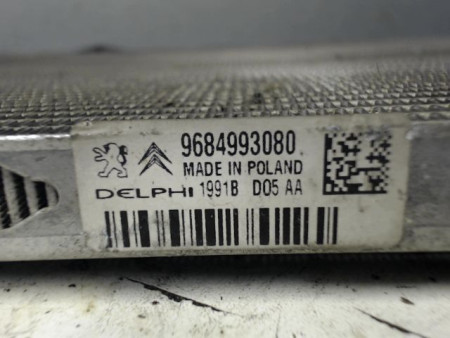 9684993080
MADE IN POLAND
DELPHI 1991B D05 AA